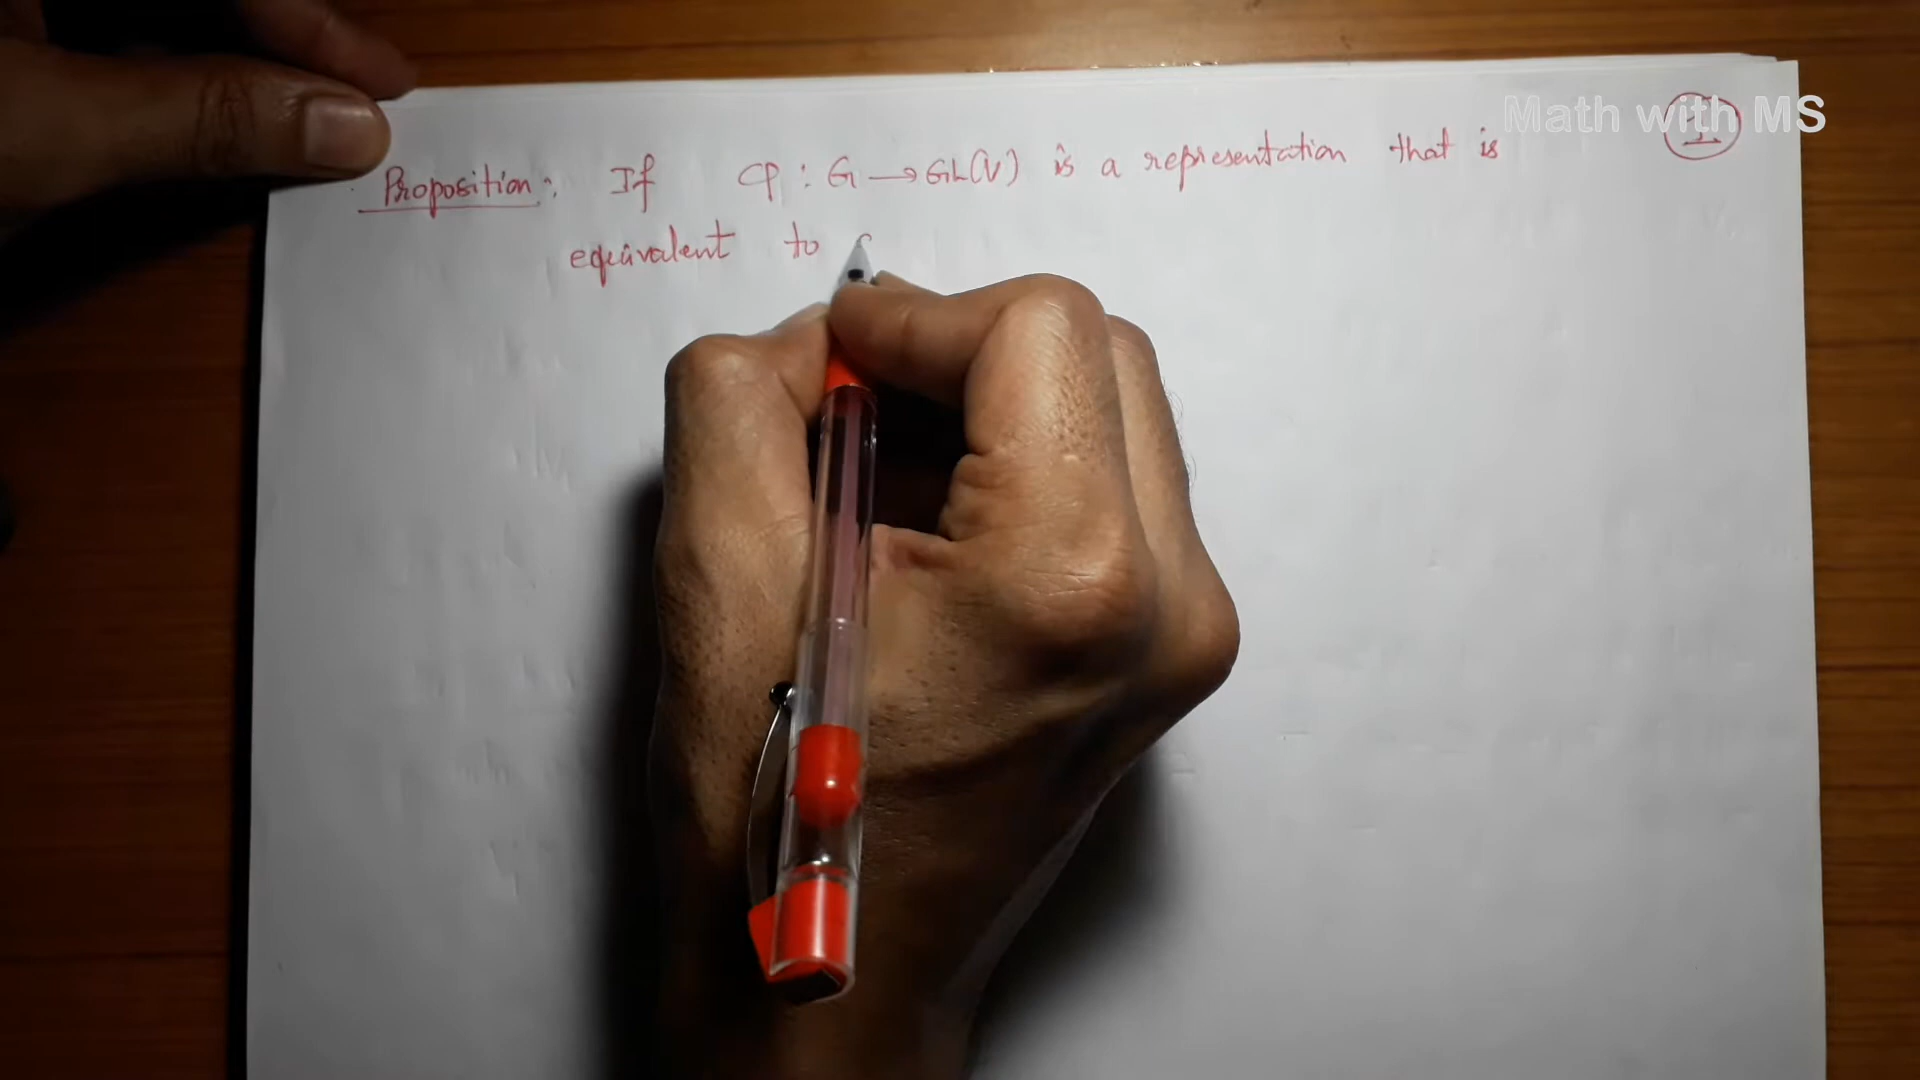 Math with MS
1
Proposition: If φ : G → GL(V) is a representation that is
equivalent to